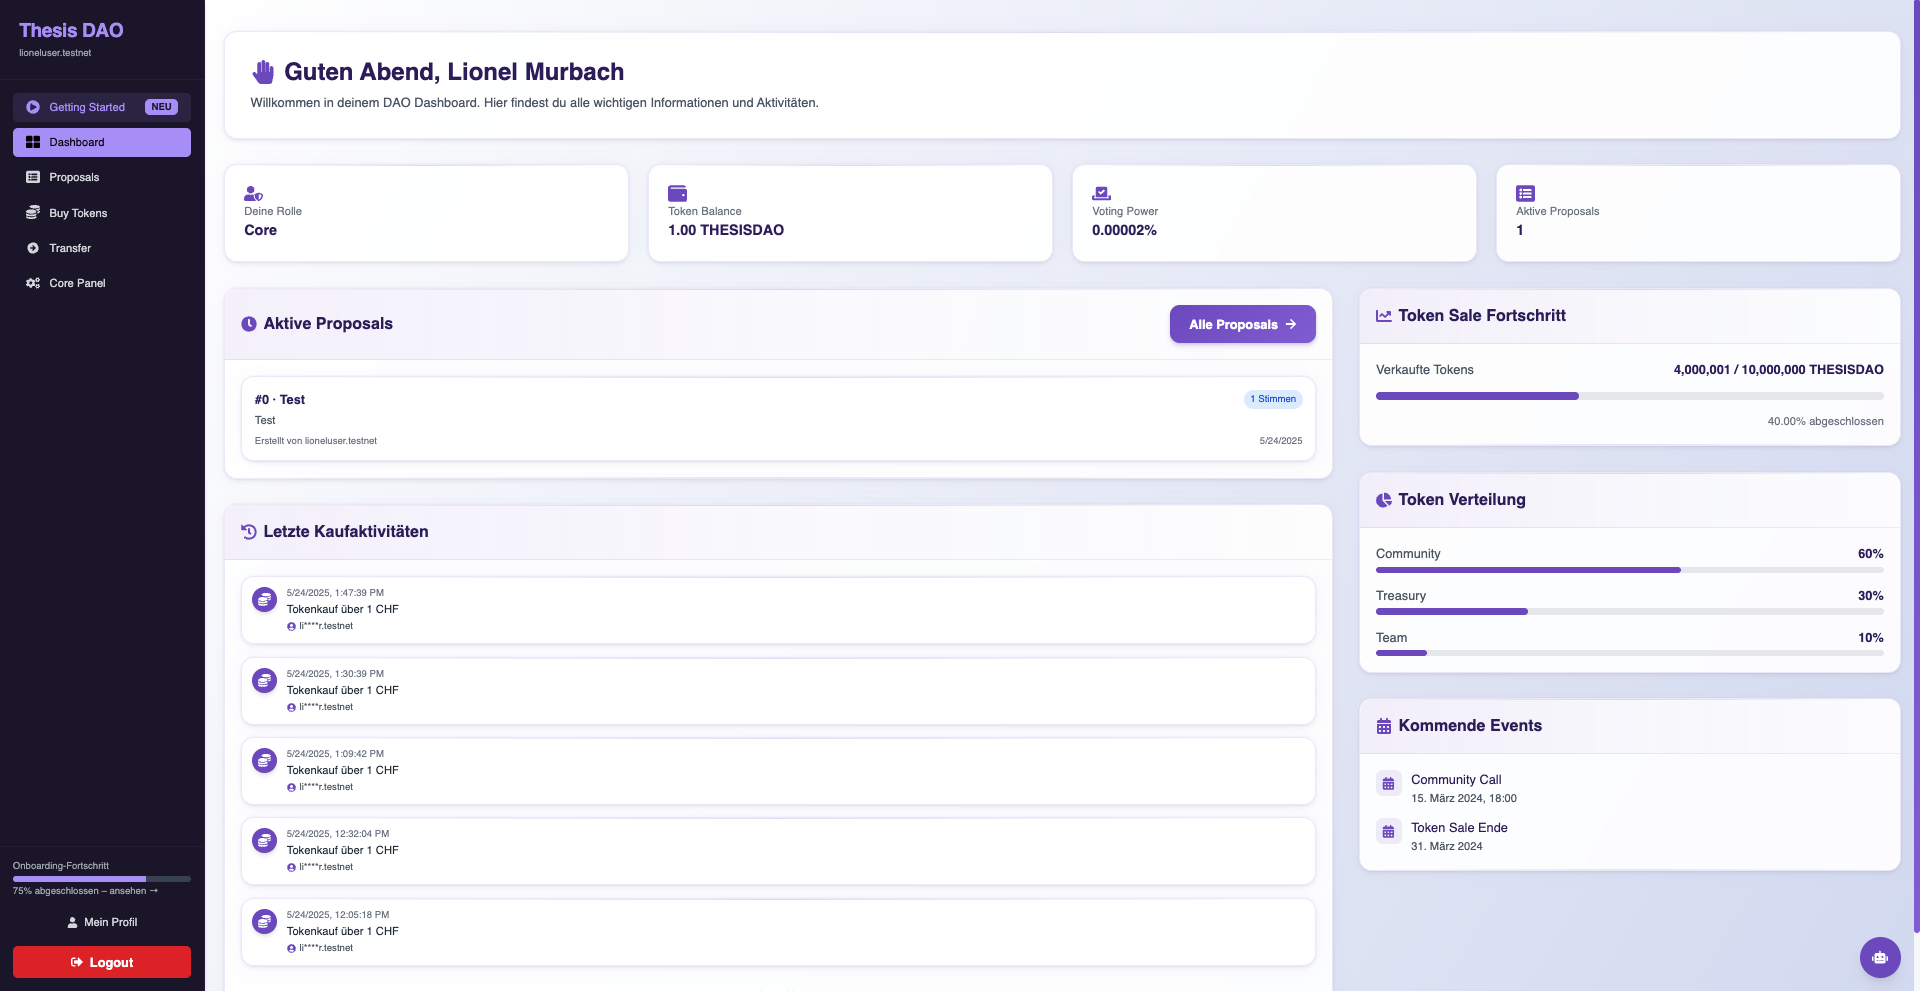 Thesis DAO
lioneluser.testnet
Getting Started NEU
Dashboard
Proposals
Buy Tokens
Transfer
Core Panel
Onboarding-Fortschritt
75% abgeschlossen – ansehen →
Mein Profil
Logout
Guten Abend, Lionel Murbach
Willkommen in deinem DAO Dashboard. Hier findest du alle wichtigen Informationen und Aktivitäten.
Deine Rolle
Core
Token Balance
1.00 THESISDAO
Voting Power
0.00002%
Aktive Proposals
1
Aktive Proposals
Alle Proposals →
#0 · Test
1 Stimmen
Test
Erstellt von lioneluser.testnet
5/24/2025
Letzte Kaufaktivitäten
5/24/2025, 1:47:39 PM
Tokenkauf über 1 CHF
li****r.testnet
5/24/2025, 1:30:39 PM
Tokenkauf über 1 CHF
li****r.testnet
5/24/2025, 1:09:42 PM
Tokenkauf über 1 CHF
li****r.testnet
5/24/2025, 12:32:04 PM
Tokenkauf über 1 CHF
li****r.testnet
5/24/2025, 12:05:18 PM
Tokenkauf über 1 CHF
li****r.testnet
Token Sale Fortschritt
Verkaufte Tokens 4,000,001 / 10,000,000 THESISDAO
40.00% abgeschlossen
Token Verteilung
Community 60%
Treasury 30%
Team 10%
Kommende Events
Community Call
15. März 2024, 18:00
Token Sale Ende
31. März 2024